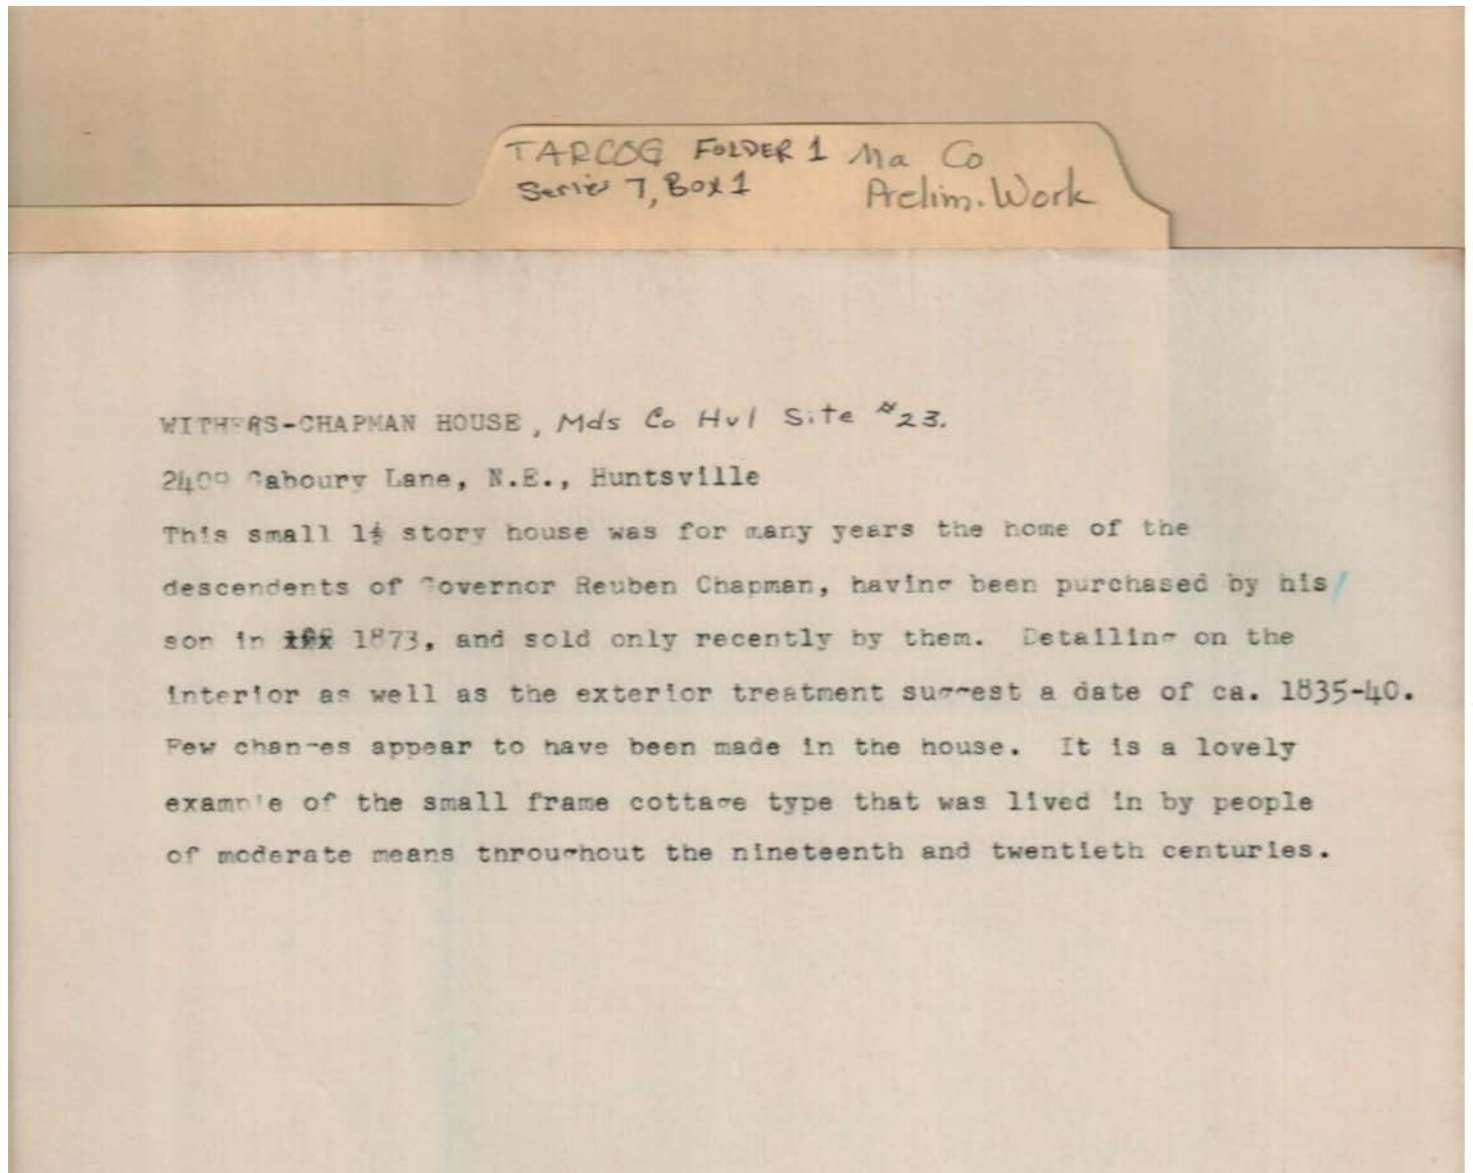 TARCOG FOLDER 1 Ma Co
Series 7, Box 1 Prelim. Work
WITHERS-CHAPMAN HOUSE, Mds Co Hvl Site #23.
2409 Gaboury Lane, N.E., Huntsville
This small 1½ story house was for many years the home of the
descendents of Governor Reuben Chapman, having been purchased by his
son in 1873, and sold only recently by them. Detailing on the
interior as well as the exterior treatment suggest a date of ca. 1835-40.
Few changes appear to have been made in the house. It is a lovely
example of the small frame cottage type that was lived in by people
of moderate means throughout the nineteenth and twentieth centuries.